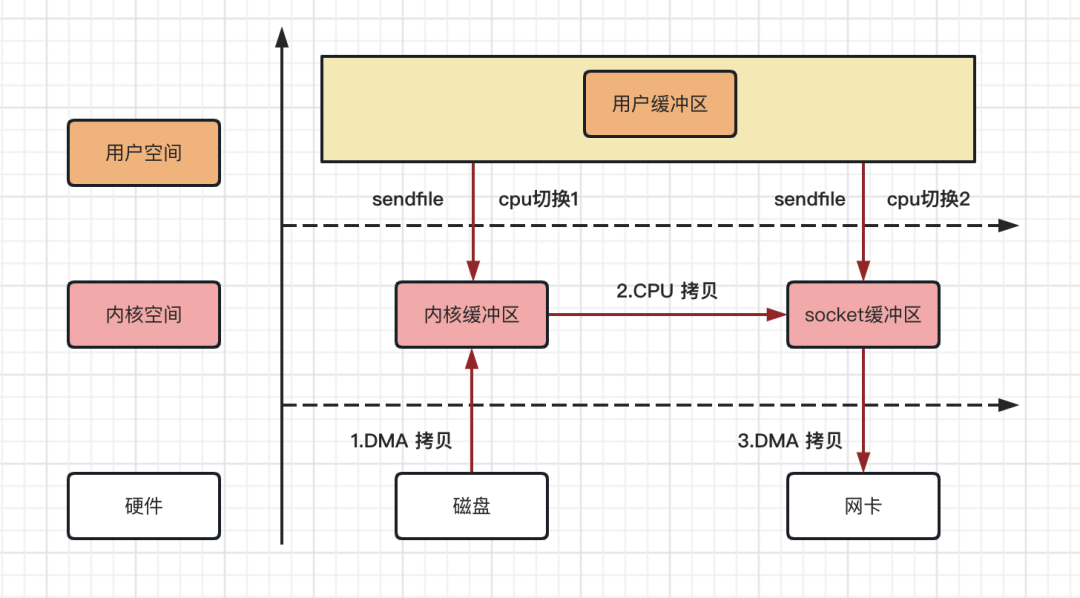 用户缓冲区
用户空间
sendfile
cpu切换1
sendfile
cpu切换2
内核空间
内核缓冲区
2.CPU 拷贝
socket缓冲区
1.DMA 拷贝
3.DMA 拷贝
硬件
磁盘
网卡